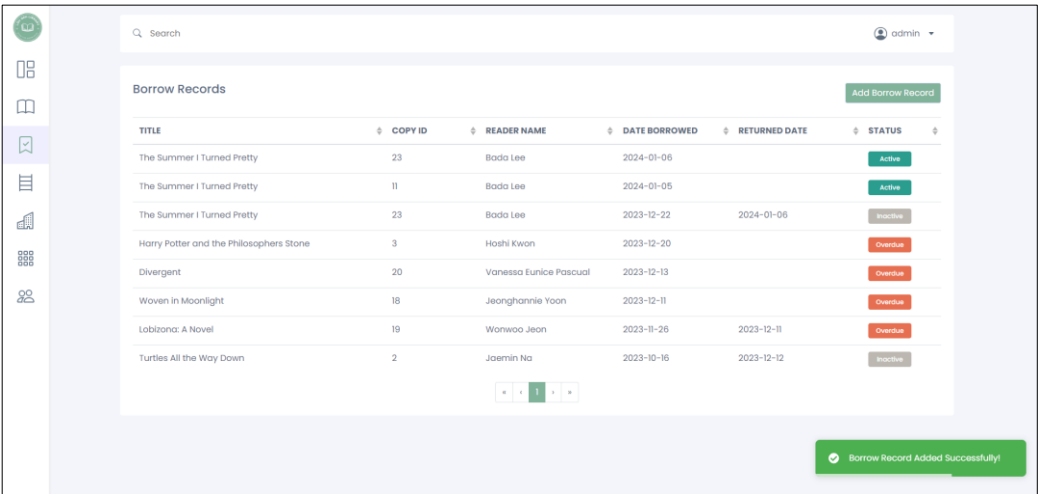 Search
admin
Borrow Records
Add Borrow Record
TITLE COPY ID READER NAME DATE BORROWED RETURNED DATE STATUS
The Summer I Turned Pretty 23 Bada Lee 2024-01-06 Active
The Summer I Turned Pretty 11 Bada Lee 2024-01-05 Active
The Summer I Turned Pretty 23 Bada Lee 2023-12-22 2024-01-06 Inactive
Harry Potter and the Philosophers Stone 3 Hoshi Kwon 2023-12-20 Overdue
Divergent 20 Vanessa Eunice Pascual 2023-12-13 Overdue
Woven in Moonlight 18 Jeonghannie Yoon 2023-12-11 Overdue
Lobizona: A Novel 19 Wonwoo Jeon 2023-11-26 2023-12-11 Overdue
Turtles All the Way Down 2 Jaemin Na 2023-10-16 2023-12-12 Inactive
« ‹ 1 › »
Borrow Record Added Successfully!